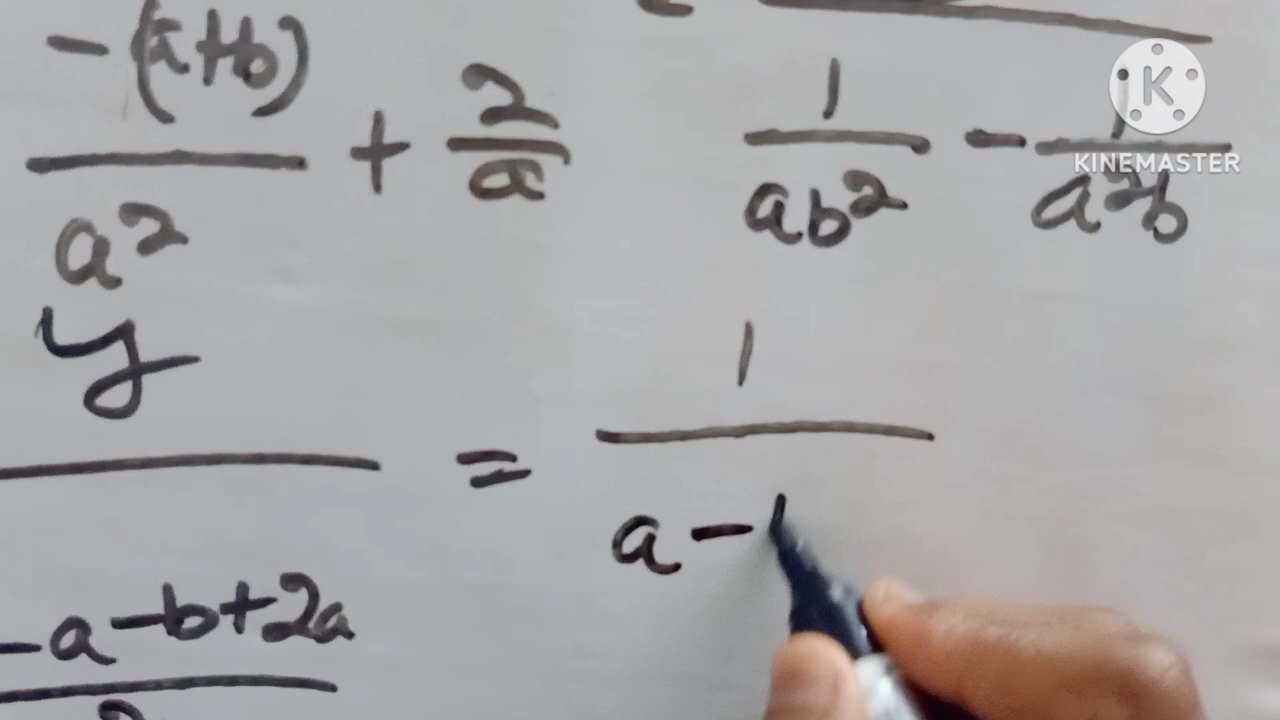 -(a+b)/a² + 2/a    1/ab² - 1/a²b
K
KINEMASTER
y/(-a-b+2a) = 1/(a-